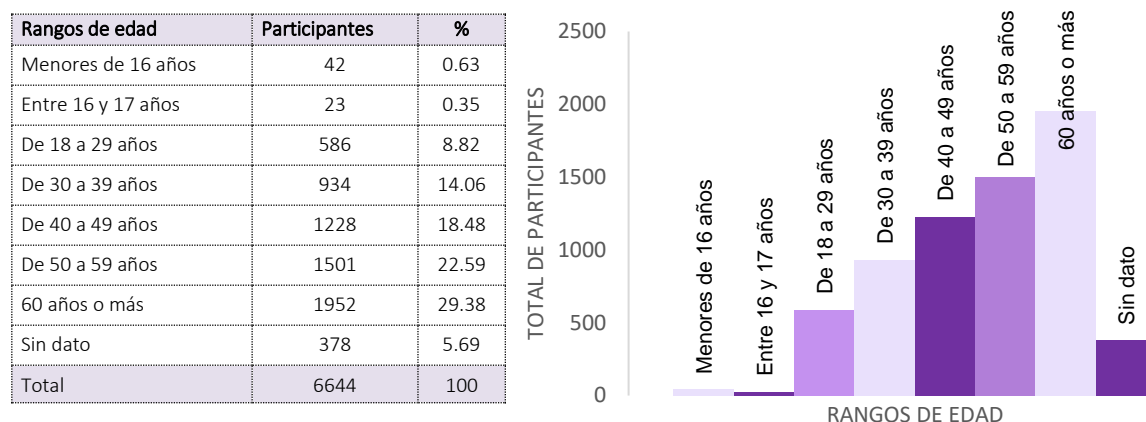 Rangos de edad Participantes %
Menores de 16 años 42 0.63
Entre 16 y 17 años 23 0.35
De 18 a 29 años 586 8.82
De 30 a 39 años 934 14.06
De 40 a 49 años 1228 18.48
De 50 a 59 años 1501 22.59
60 años o más 1952 29.38
Sin dato 378 5.69
Total 6644 100
TOTAL DE PARTICIPANTES
2500
2000
1500
1000
500
0
Menores de 16 años
Entre 16 y 17 años
De 18 a 29 años
De 30 a 39 años
De 40 a 49 años
De 50 a 59 años
60 años o más
Sin dato
RANGOS DE EDAD